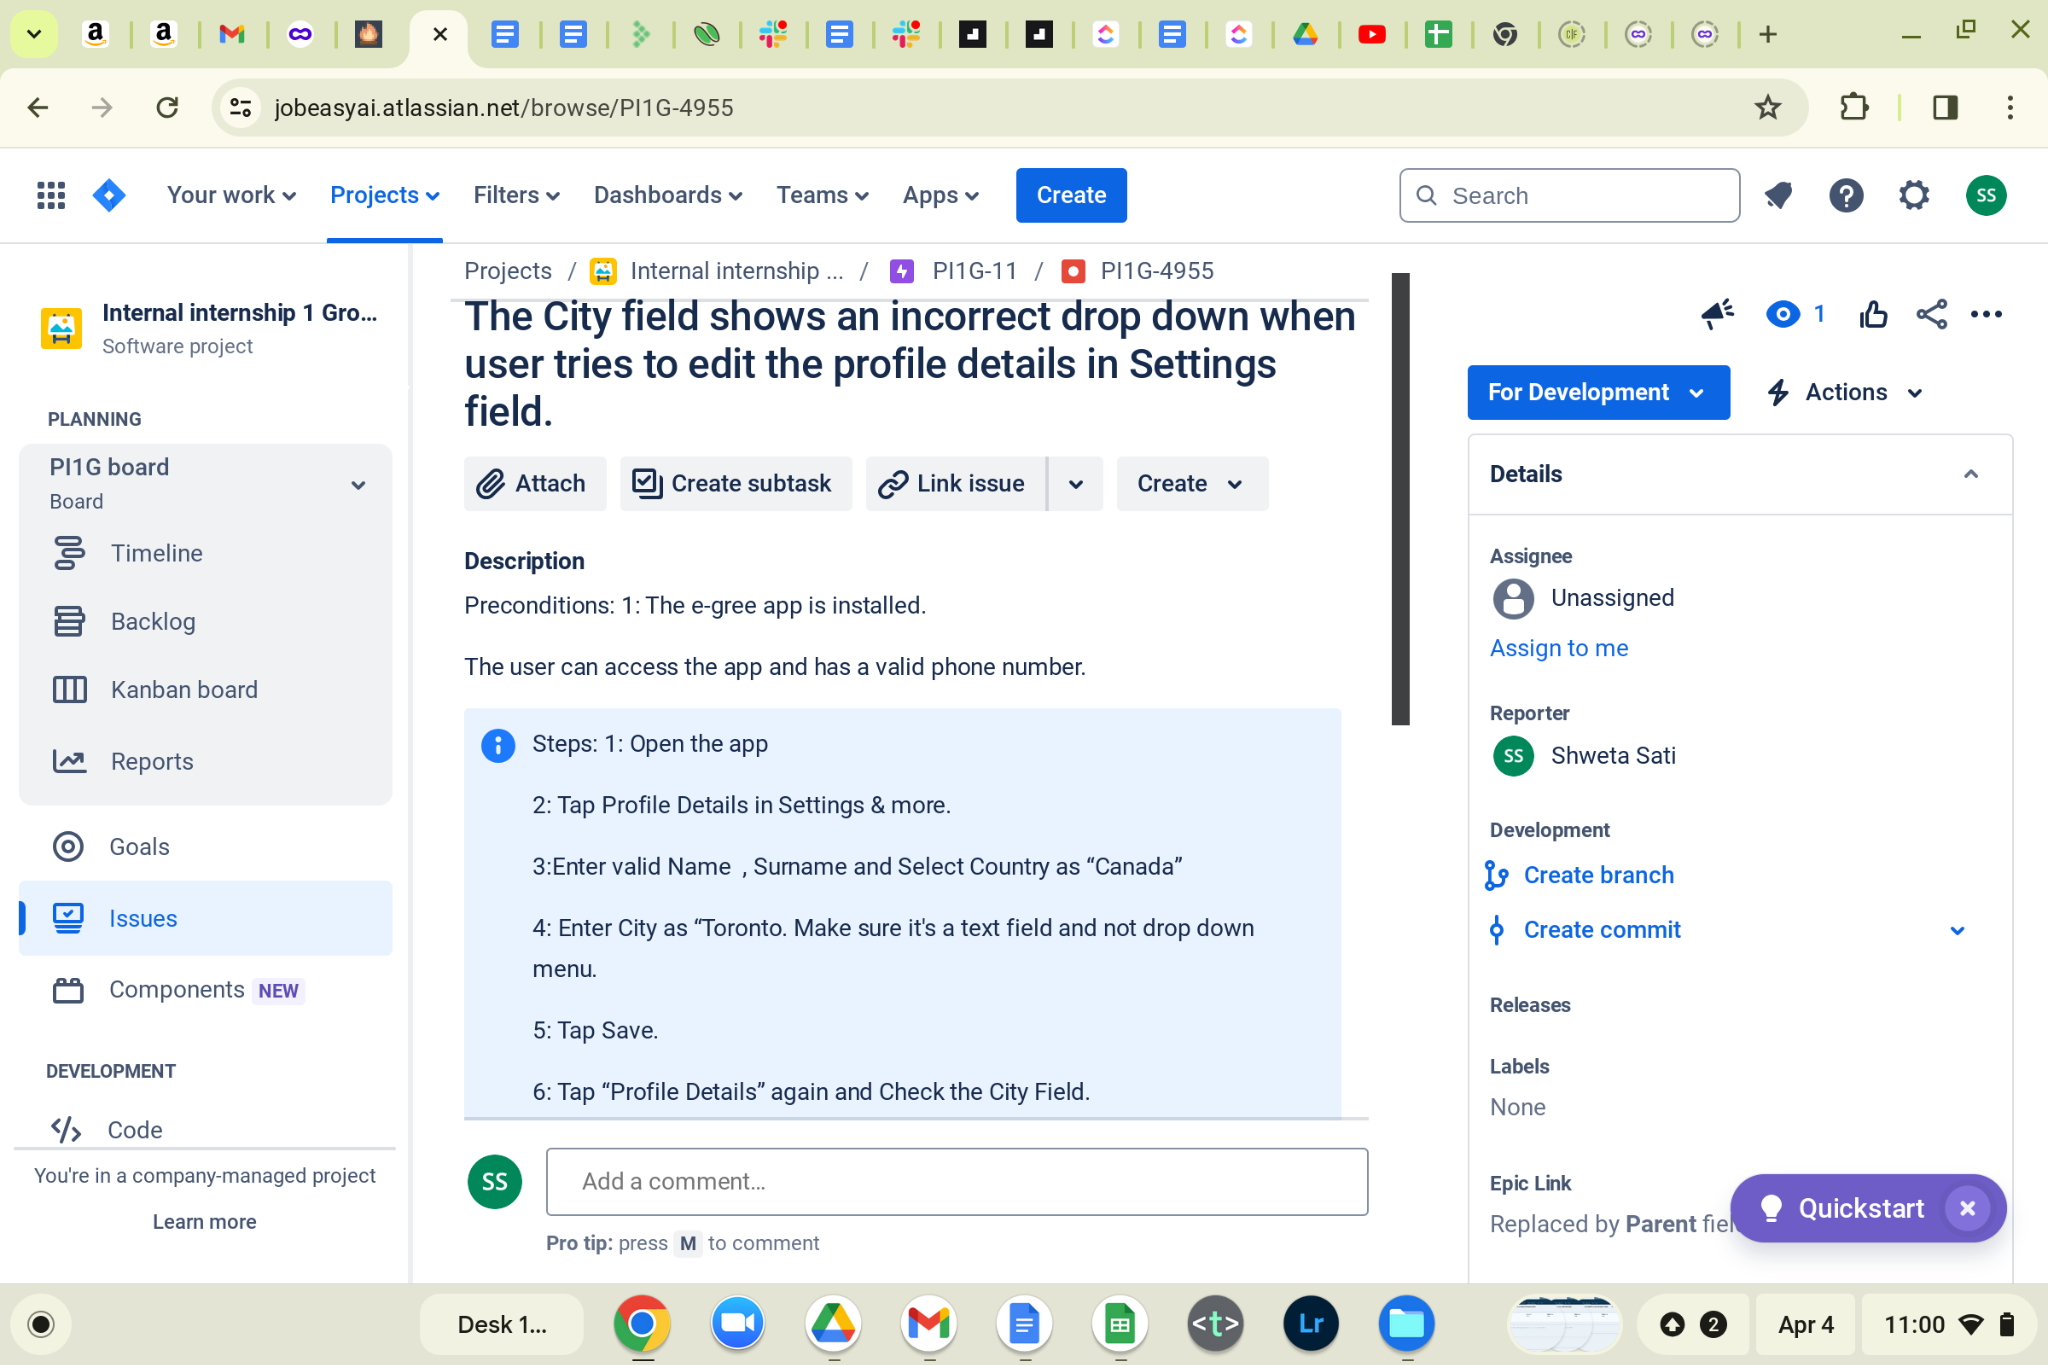 jobeasyai.atlassian.net/browse/PI1G-4955
Your work
Projects
Filters
Dashboards
Teams
Apps
Create
Search
SS
Internal internship 1 Gro...
Software project
PLANNING
PI1G board
Board
Timeline
Backlog
Kanban board
Reports
Goals
Issues
Components NEW
DEVELOPMENT
Code
You're in a company-managed project
Learn more
Projects / Internal internship ... / PI1G-11 / PI1G-4955
The City field shows an incorrect drop down when
user tries to edit the profile details in Settings
field.
Attach
Create subtask
Link issue
Create
Description
Preconditions: 1: The e-gree app is installed.
The user can access the app and has a valid phone number.
Steps: 1: Open the app
2: Tap Profile Details in Settings & more.
3:Enter valid Name , Surname and Select Country as “Canada”
4: Enter City as “Toronto. Make sure it's a text field and not drop down
menu.
5: Tap Save.
6: Tap “Profile Details” again and Check the City Field.
SS
Add a comment...
Pro tip: press M to comment
1
For Development
Actions
Details
Assignee
Unassigned
Assign to me
Reporter
SS Shweta Sati
Development
Create branch
Create commit
Releases
Labels
None
Epic Link
Replaced by Parent fiel
Quickstart
Desk 1...
<t>
Lr
2
Apr 4
11:00